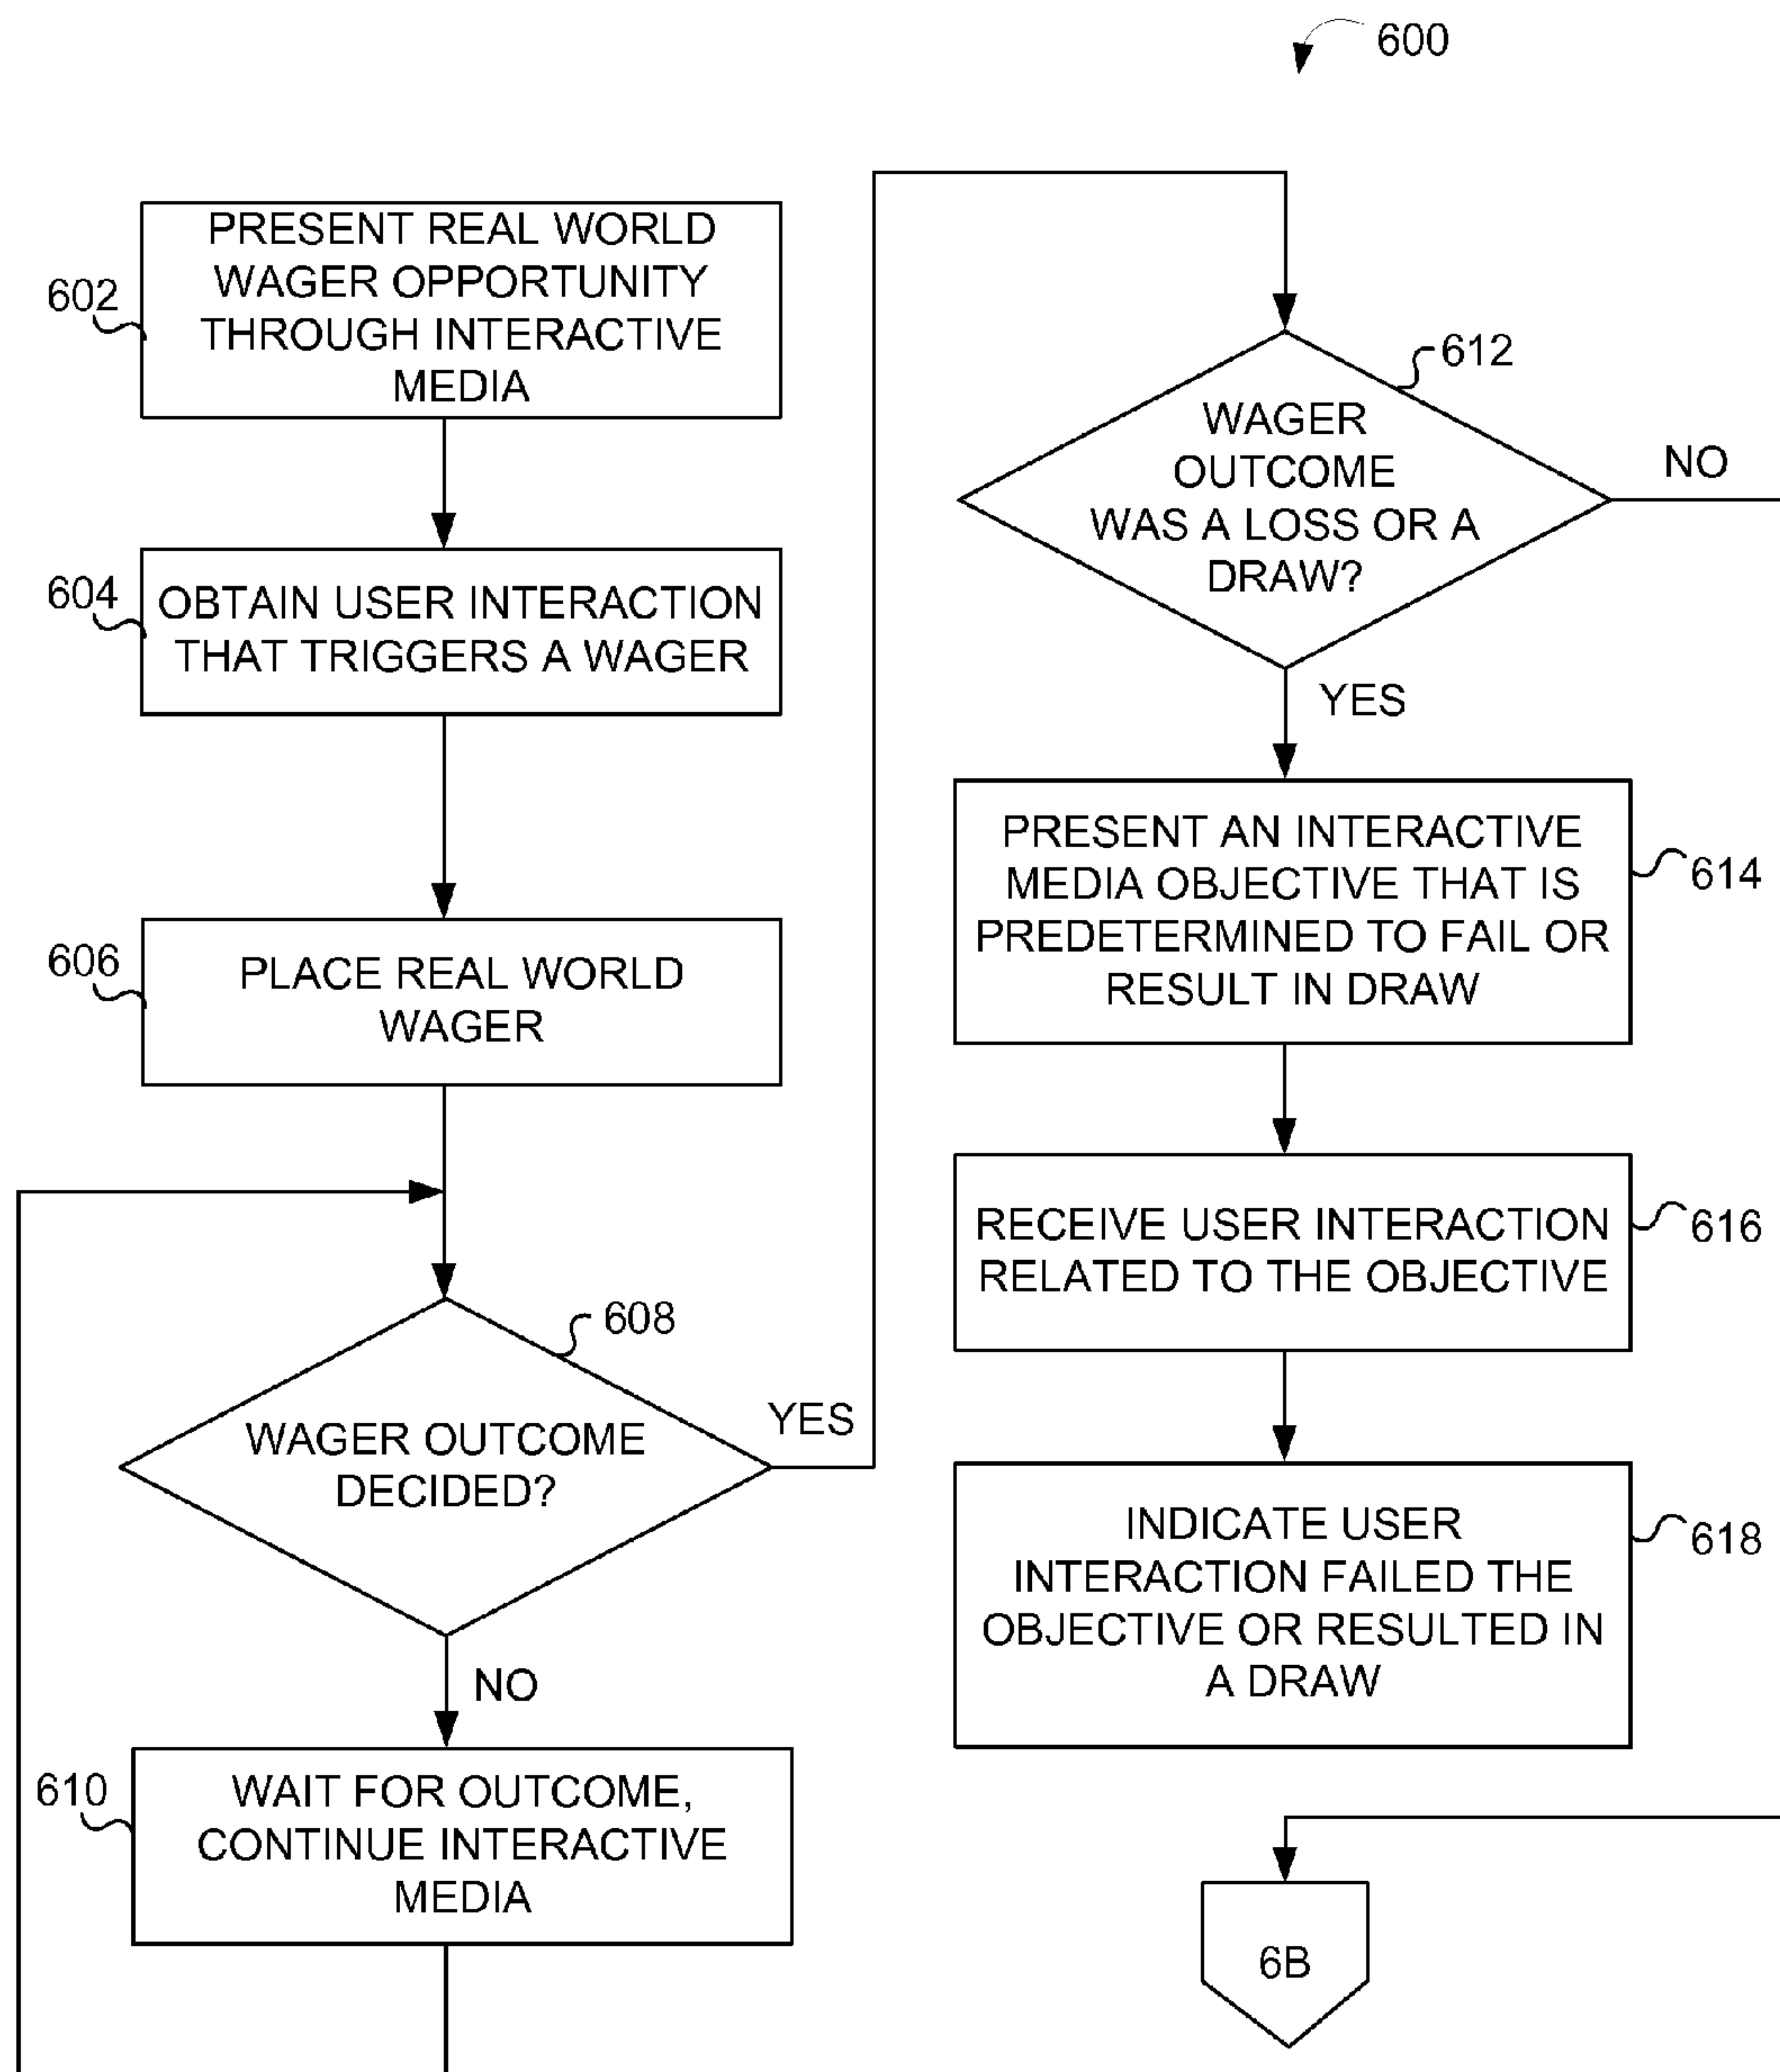 600
602
PRESENT REAL WORLD
WAGER OPPORTUNITY
THROUGH INTERACTIVE
MEDIA
604
OBTAIN USER INTERACTION
THAT TRIGGERS A WAGER
606
PLACE REAL WORLD
WAGER
608
WAGER OUTCOME
DECIDED?
YES
NO
610
WAIT FOR OUTCOME,
CONTINUE INTERACTIVE
MEDIA
612
WAGER
OUTCOME
WAS A LOSS OR A
DRAW?
NO
YES
PRESENT AN INTERACTIVE
MEDIA OBJECTIVE THAT IS
PREDETERMINED TO FAIL OR
RESULT IN DRAW
614
RECEIVE USER INTERACTION
RELATED TO THE OBJECTIVE
616
INDICATE USER
INTERACTION FAILED THE
OBJECTIVE OR RESULTED IN
A DRAW
618
6B